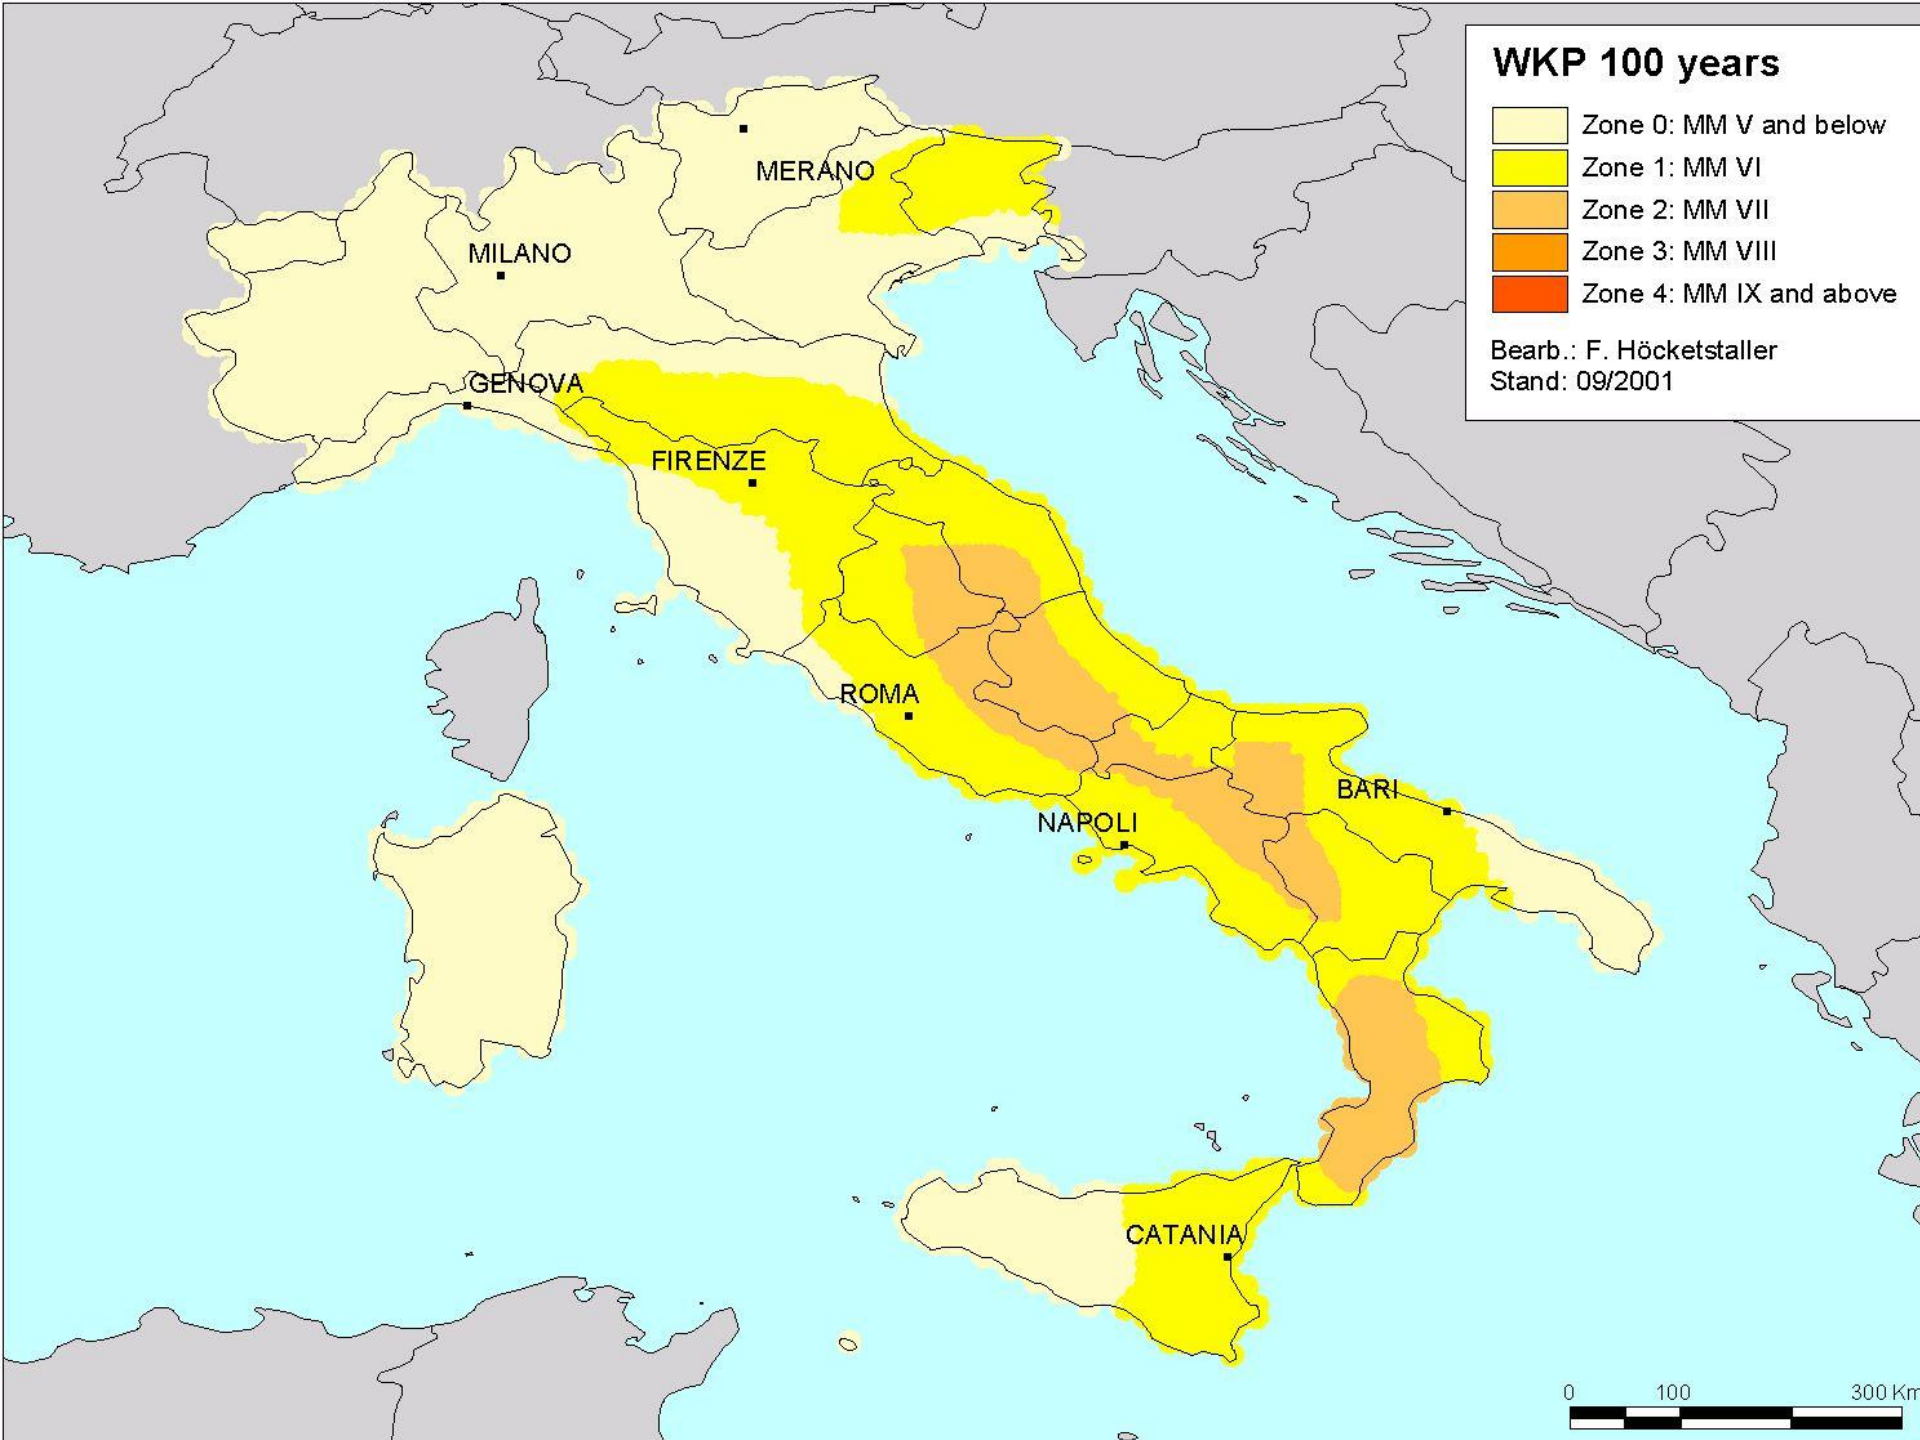 WKP 100 years
Zone 0: MM V and below
Zone 1: MM VI
Zone 2: MM VII
Zone 3: MM VIII
Zone 4: MM IX and above
Bearb.: F. Höcketstaller
Stand: 09/2001
MERANO
MILANO
GENOVA
FIRENZE
ROMA
BARI
NAPOLI
CATANIA
0 100 300 Km